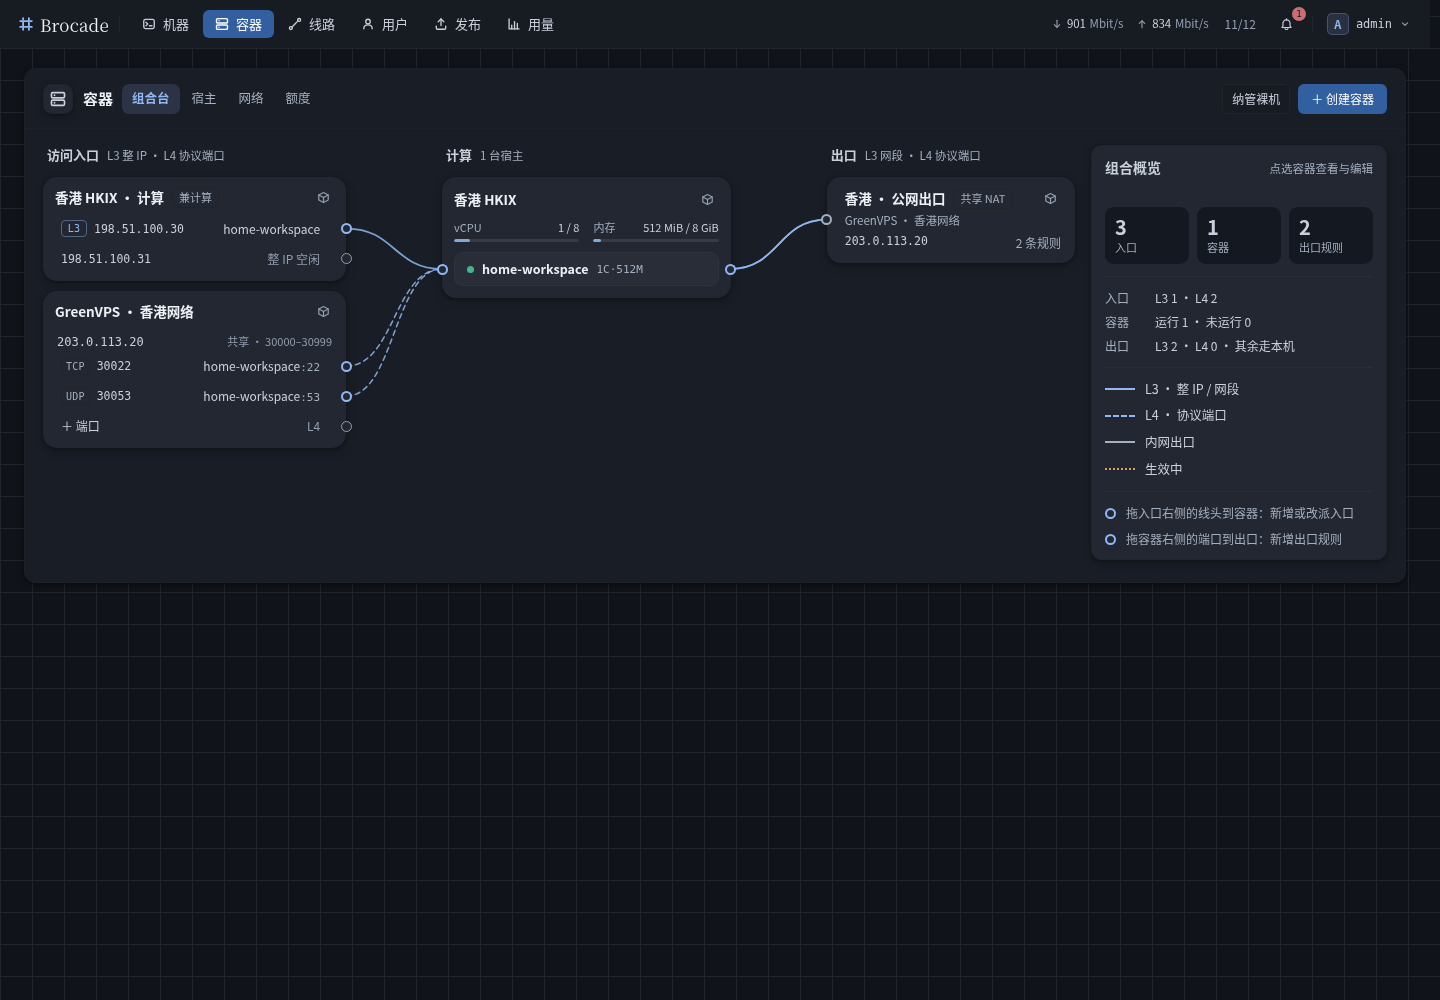 Brocade 机器 容器 线路 用户 发布 用量 ↓ 901 Mbit/s ↑ 834 Mbit/s 11/12 1 A admin
容器 组合台 宿主 网络 额度 纳管裸机 + 创建容器
访问入口 L3 整 IP · L4 协议端口
香港 HKIX · 计算 兼计算
L3 198.51.100.30 home-workspace
198.51.100.31 整 IP 空闲
GreenVPS · 香港网络
203.0.113.20 共享 · 30000–30999
TCP 30022 home-workspace:22
UDP 30053 home-workspace:53
+ 端口 L4
计算 1 台宿主
香港 HKIX
vCPU 1 / 8 内存 512 MiB / 8 GiB
home-workspace 1C·512M
出口 L3 网段 · L4 协议端口
香港 · 公网出口 共享 NAT
GreenVPS · 香港网络
203.0.113.20 2 条规则
组合概览 点选容器查看与编辑
3 1 2
入口 容器 出口规则
入口 L3 1 · L4 2
容器 运行 1 · 未运行 0
出口 L3 2 · L4 0 · 其余走本机
L3 · 整 IP / 网段
L4 · 协议端口
内网出口
生效中
拖入口右侧的线头到容器：新增或改派入口
拖容器右侧的端口到出口：新增出口规则